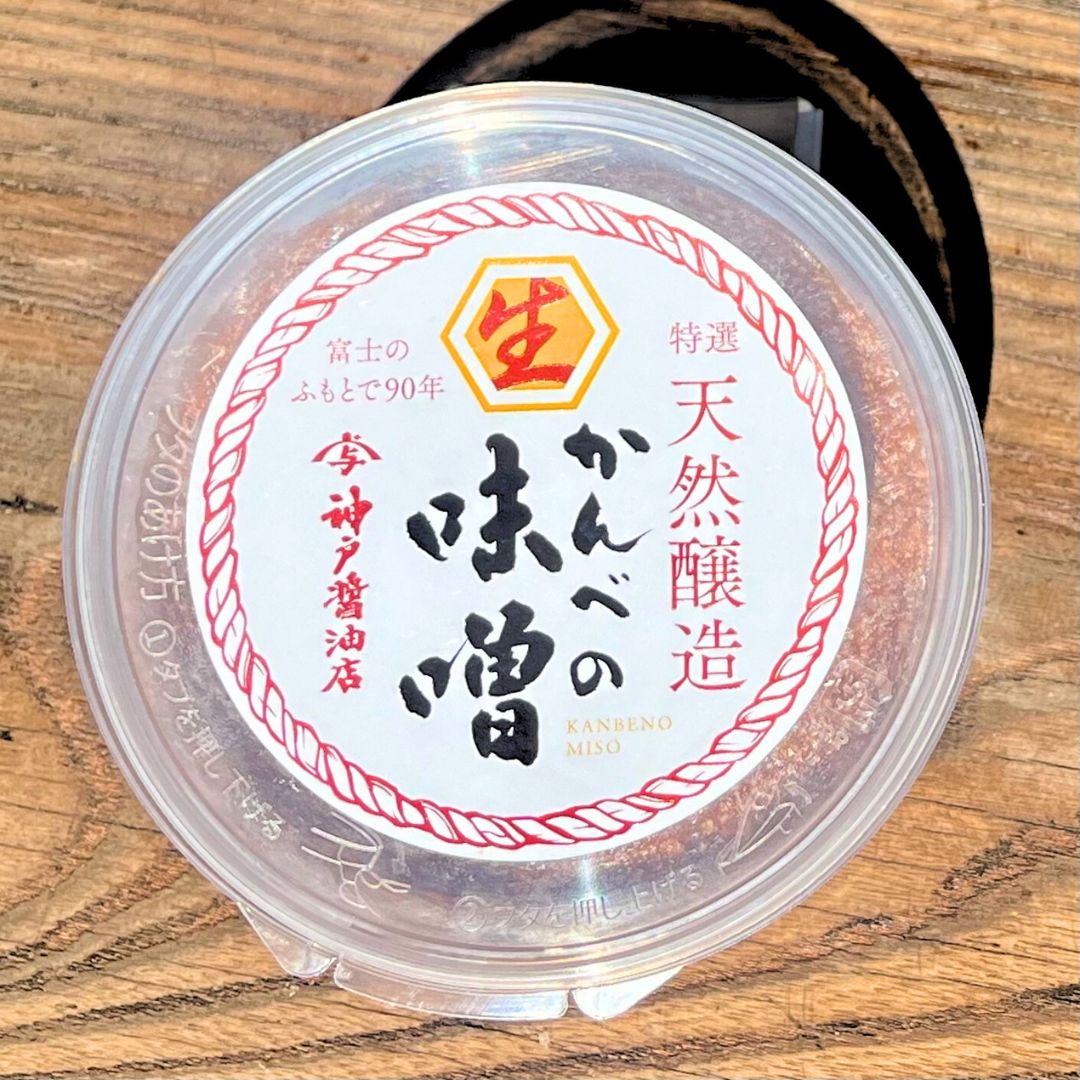 生
特選
天然醸造
かんべの
味噌
KANBENO
MISO
富士の
ふもとで90年
与
神戸醤油店
フタのあけ方
①タブを押し下げる
②フタを押し上げる